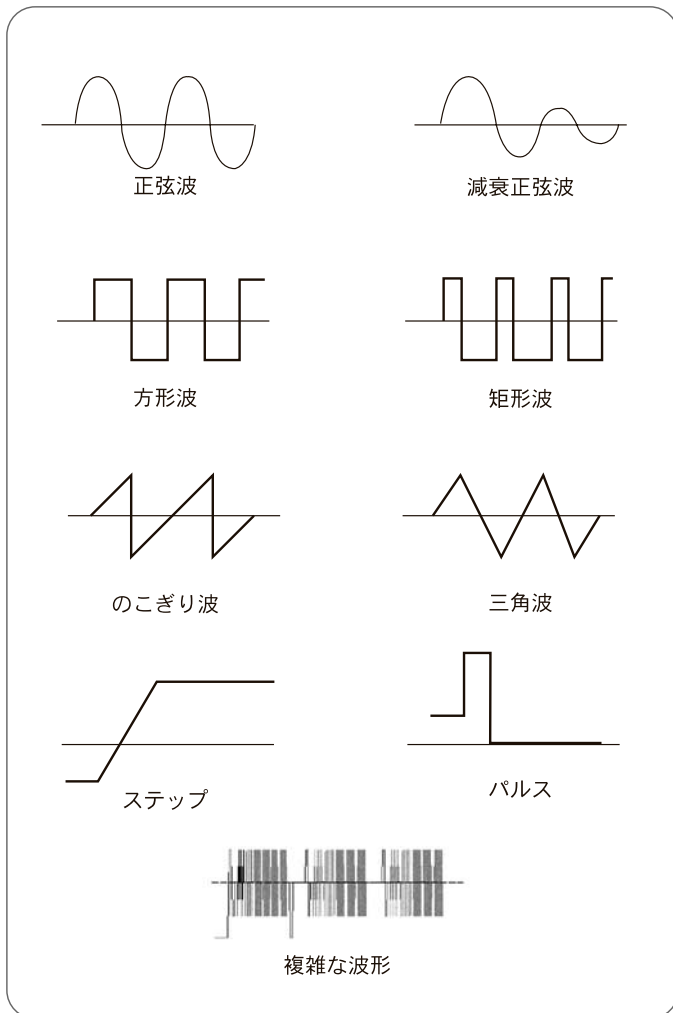 正弦波
減衰正弦波
方形波
矩形波
のこぎり波
三角波
ステップ
パルス
複雑な波形